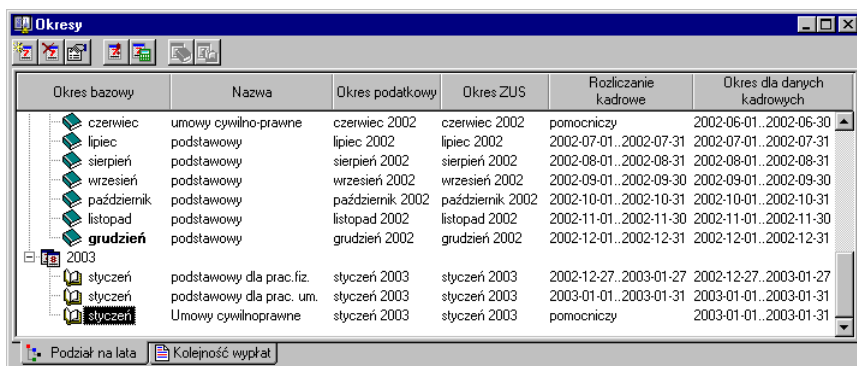 Okresy
Okres bazowy Nazwa Okres podatkowy Okres ZUS Rozliczanie kadrowe Okres dla danych kadrowych
czerwiec umowy cywilno-prawne czerwiec 2002 czerwiec 2002 pomocniczy 2002-06-01..2002-06-30
lipiec podstawowy lipiec 2002 lipiec 2002 2002-07-01..2002-07-31 2002-07-01..2002-07-31
sierpień podstawowy sierpień 2002 sierpień 2002 2002-08-01..2002-08-31 2002-08-01..2002-08-31
wrzesień podstawowy wrzesień 2002 wrzesień 2002 2002-09-01..2002-09-30 2002-09-01..2002-09-30
październik podstawowy październik 2002 październik 2002 2002-10-01..2002-10-31 2002-10-01..2002-10-31
listopad podstawowy listopad 2002 listopad 2002 2002-11-01..2002-11-30 2002-11-01..2002-11-30
grudzień podstawowy grudzień 2002 grudzień 2002 2002-12-01..2002-12-31 2002-12-01..2002-12-31
2003
styczeń podstawowy dla prac.fiz. styczeń 2003 styczeń 2003 2002-12-27..2003-01-27 2002-12-27..2003-01-27
styczeń podstawowy dla prac. um. styczeń 2003 styczeń 2003 2003-01-01..2003-01-31 2003-01-01..2003-01-31
styczeń Umowy cywilnoprawne styczeń 2003 styczeń 2003 pomocniczy 2003-01-01..2003-01-31
Podział na lata Kolejność wypłat